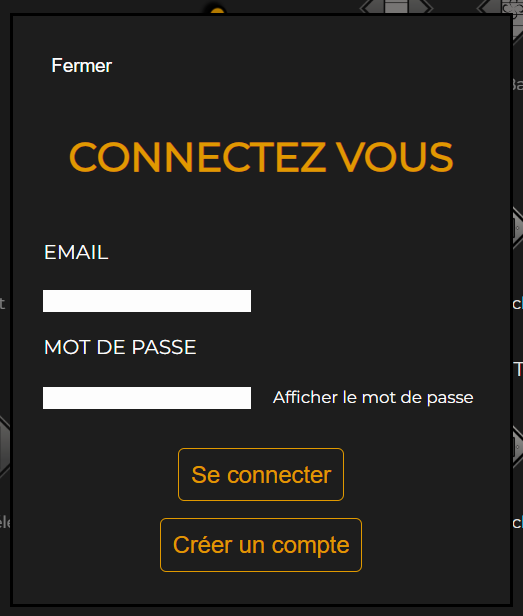 Fermer
CONNECTEZ VOUS
EMAIL
MOT DE PASSE
Afficher le mot de passe
Se connecter
Créer un compte